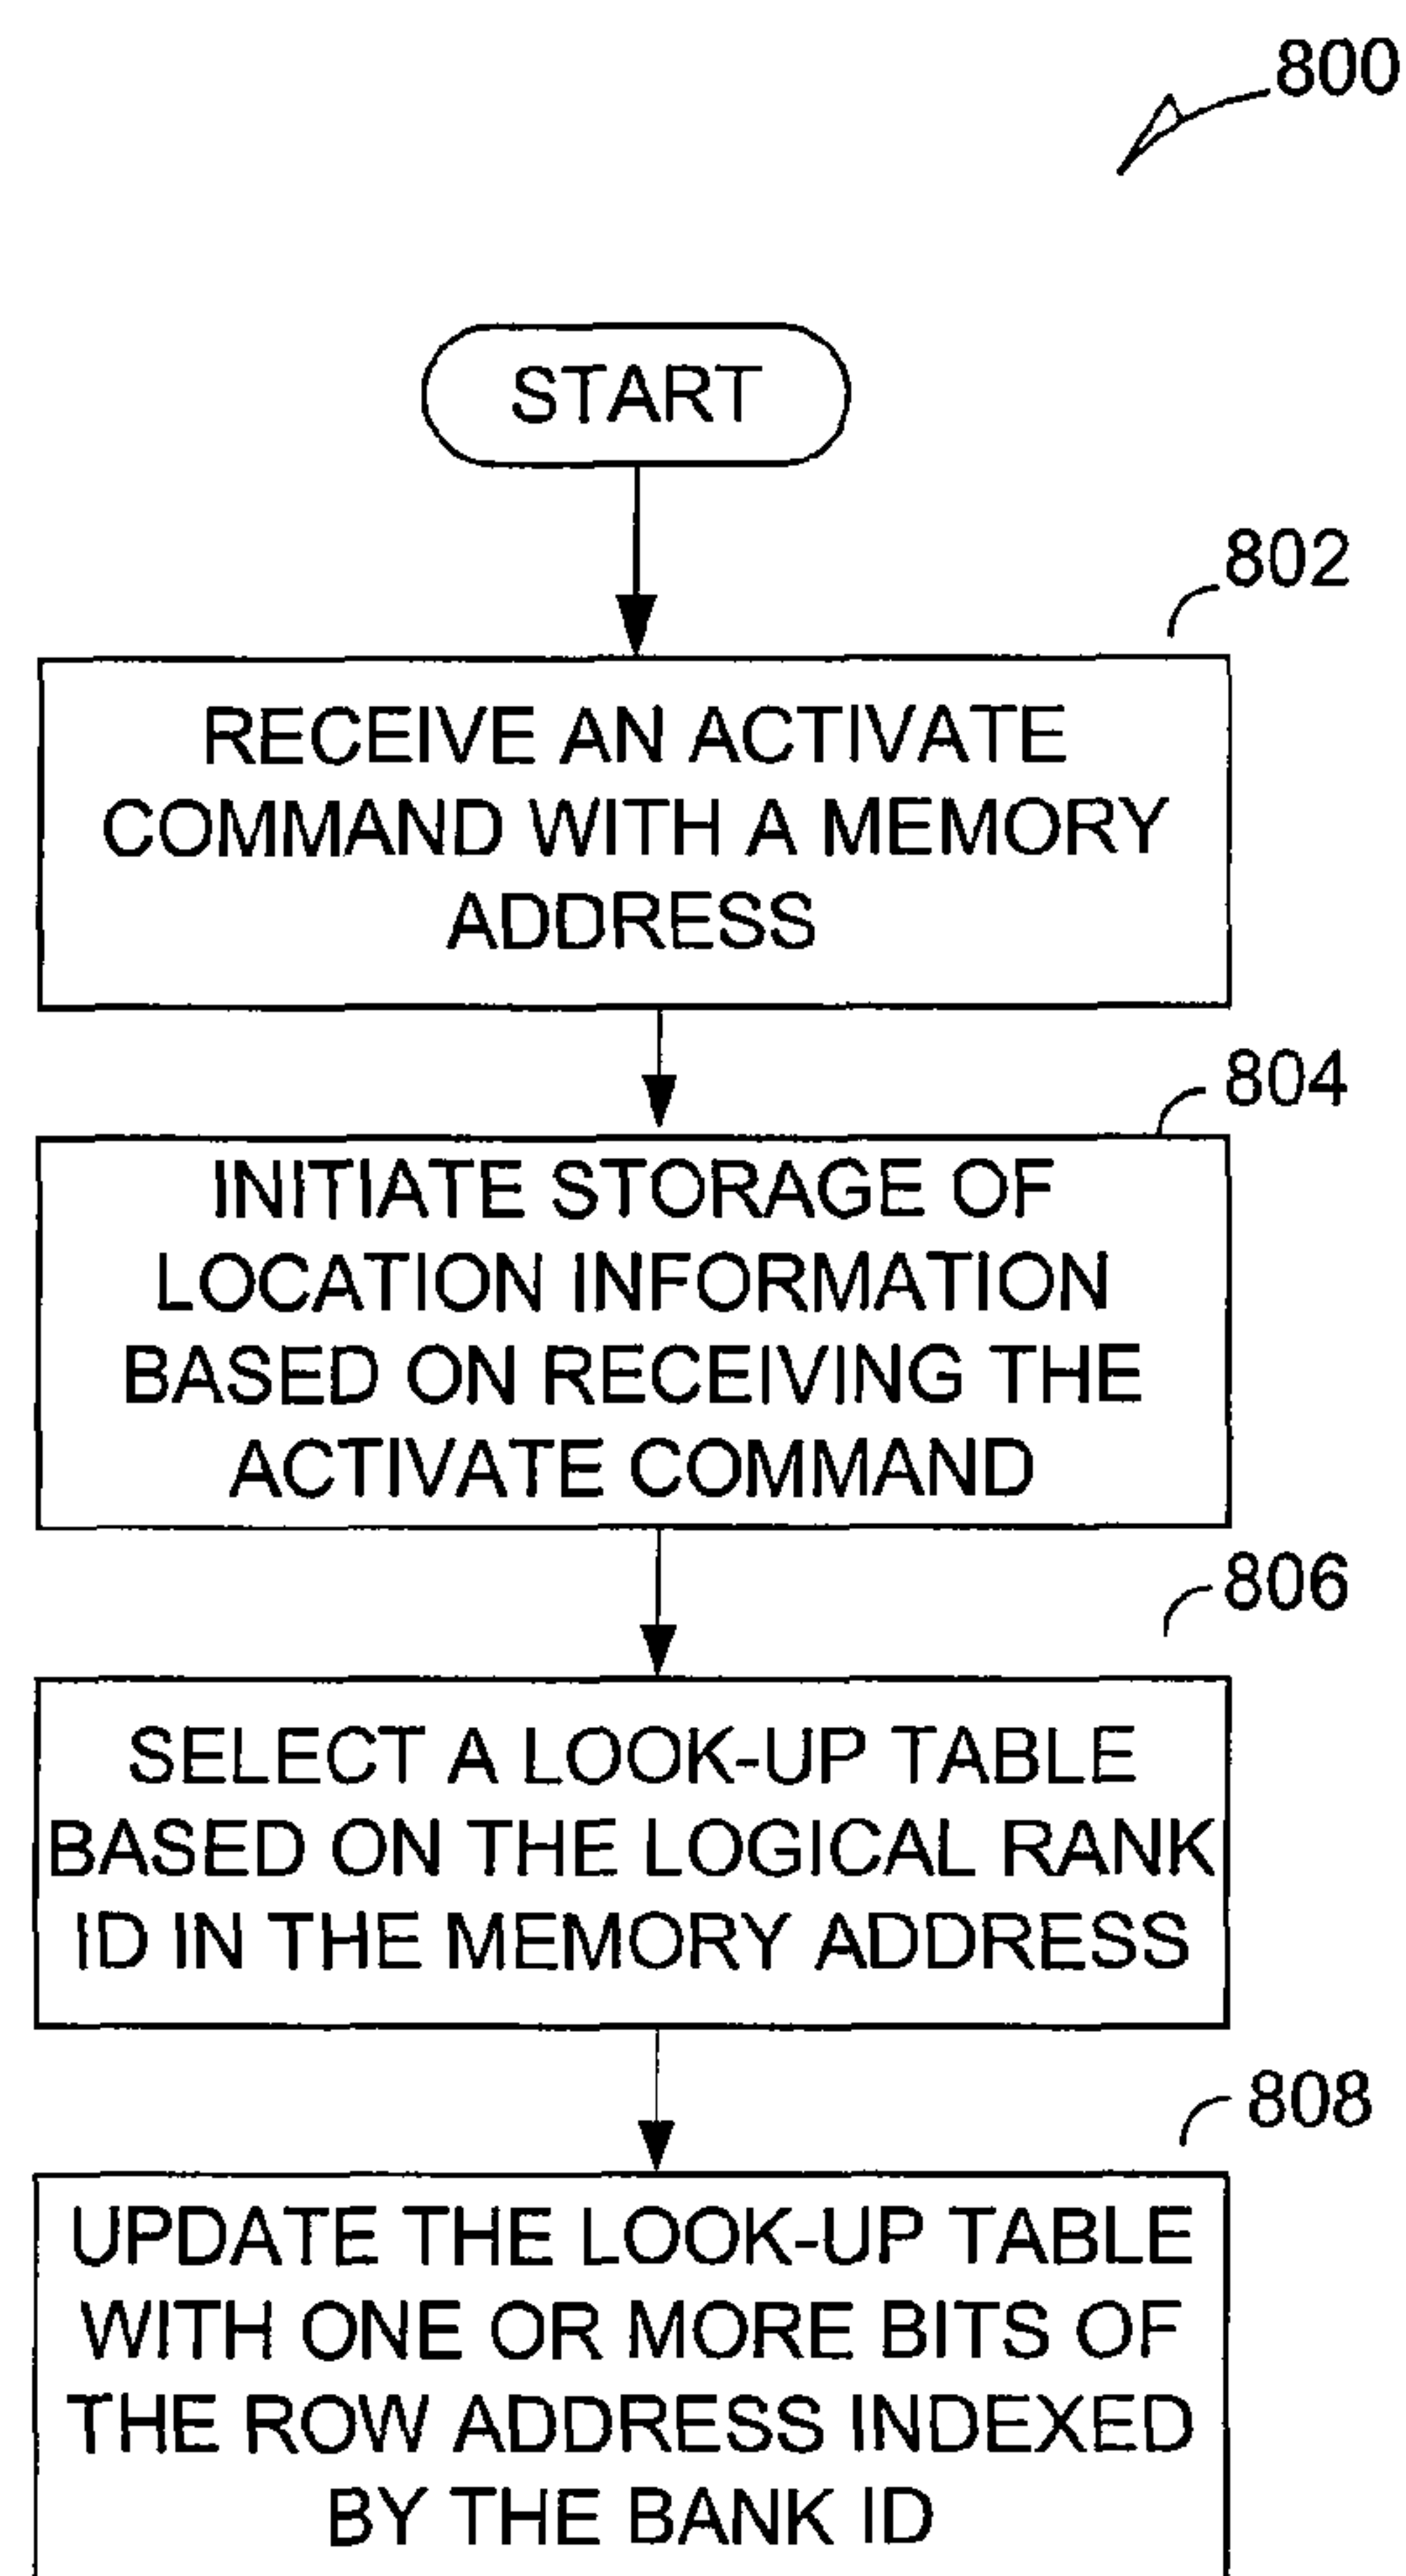 800
START
802
RECEIVE AN ACTIVATE
COMMAND WITH A MEMORY
ADDRESS
804
INITIATE STORAGE OF
LOCATION INFORMATION
BASED ON RECEIVING THE
ACTIVATE COMMAND
806
SELECT A LOOK-UP TABLE
BASED ON THE LOGICAL RANK
ID IN THE MEMORY ADDRESS
808
UPDATE THE LOOK-UP TABLE
WITH ONE OR MORE BITS OF
THE ROW ADDRESS INDEXED
BY THE BANK ID